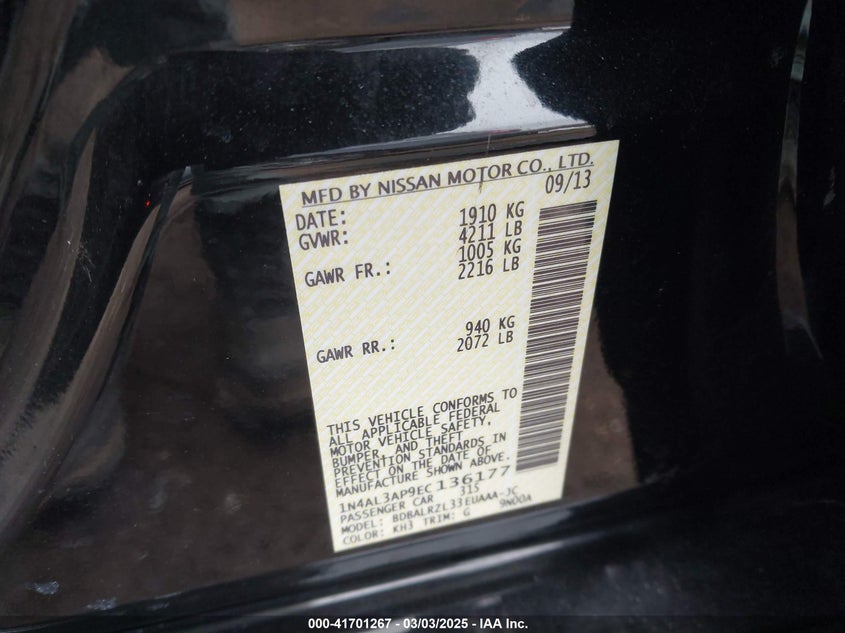 MFD BY NISSAN MOTOR CO., LTD.
DATE: 09/13
GVWR: 1910 KG
4211 LB
GAWR FR.: 1005 KG
2216 LB
GAWR RR.: 940 KG
2072 LB
THIS VEHICLE CONFORMS TO
ALL APPLICABLE FEDERAL
MOTOR VEHICLE SAFETY,
BUMPER, AND THEFT
PREVENTION STANDARDS IN
EFFECT ON THE DATE OF
MANUFACTURE SHOWN ABOVE.
1N4AL3AP9EC136177
PASSENGER CAR 315
MODEL: BDBALRZL33EUAAA-JC
COLOR: KH3 TRIM: G 9N00A
000-41701267 - 03/03/2025 - IAA Inc.